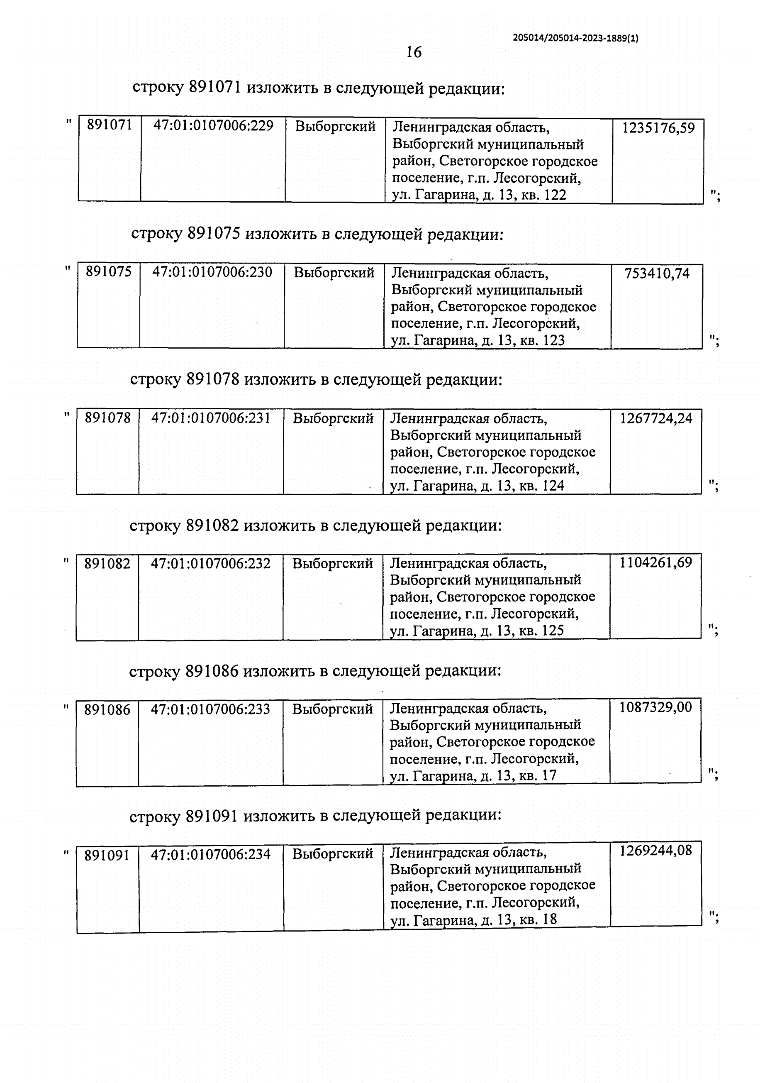 205014/205014-2023-1889(1)
16
строку 891071 изложить в следующей редакции:
" 891071 47:01:0107006:229 Выборгский Ленинградская область, 1235176,59
Выборгский муниципальный
район, Светогорское городское
поселение, г.п. Лесогорский,
ул. Гагарина, д. 13, кв. 122 ";
строку 891075 изложить в следующей редакции:
" 891075 47:01:0107006:230 Выборгский Ленинградская область, 753410,74
Выборгский муниципальный
район, Светогорское городское
поселение, г.п. Лесогорский,
ул. Гагарина, д. 13, кв. 123 ";
строку 891078 изложить в следующей редакции:
" 891078 47:01:0107006:231 Выборгский Ленинградская область, 1267724,24
Выборгский муниципальный
район, Светогорское городское
поселение, г.п. Лесогорский,
ул. Гагарина, д. 13, кв. 124 ";
строку 891082 изложить в следующей редакции:
" 891082 47:01:0107006:232 Выборгский Ленинградская область, 1104261,69
Выборгский муниципальный
район, Светогорское городское
поселение, г.п. Лесогорский,
ул. Гагарина, д. 13, кв. 125 ";
строку 891086 изложить в следующей редакции:
" 891086 47:01:0107006:233 Выборгский Ленинградская область, 1087329,00
Выборгский муниципальный
район, Светогорское городское
поселение, г.п. Лесогорский,
ул. Гагарина, д. 13, кв. 17 ";
строку 891091 изложить в следующей редакции:
" 891091 47:01:0107006:234 Выборгский Ленинградская область, 1269244,08
Выборгский муниципальный
район, Светогорское городское
поселение, г.п. Лесогорский,
ул. Гагарина, д. 13, кв. 18 ";